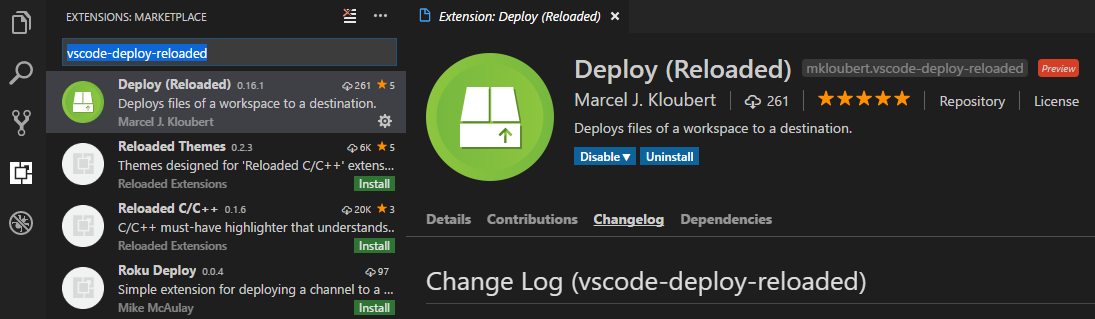 EXTENSIONS: MARKETPLACE
vscode-deploy-reloaded
Deploy (Reloaded) 0.16.1 261 5
Deploys files of a workspace to a destination.
Marcel J. Kloubert
Reloaded Themes 0.2.3 6K 5
Themes designed for 'Reloaded C/C++' extens...
Reloaded Extensions Install
Reloaded C/C++ 0.1.6 20K 3
C/C++ must-have highlighter that understands...
Reloaded Extensions Install
Roku Deploy 0.0.4 97
Simple extension for deploying a channel to a ...
Mike McAulay Install
Extension: Deploy (Reloaded)
Deploy (Reloaded) mkloubert.vscode-deploy-reloaded Preview
Marcel J. Kloubert 261 Repository License
Deploys files of a workspace to a destination.
Disable Uninstall
Details Contributions Changelog Dependencies
Change Log (vscode-deploy-reloaded)